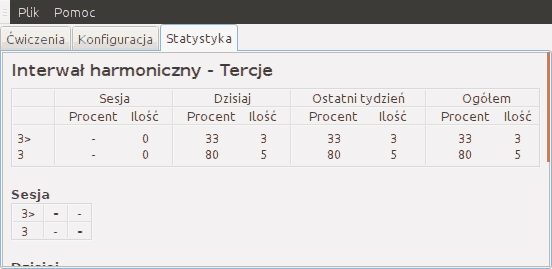 Plik Pomoc
Ćwiczenia Konfiguracja Statystyka
Interwał harmoniczny - Tercje
Sesja Dzisiaj Ostatni tydzień Ogółem
Procent Ilość Procent Ilość Procent Ilość Procent Ilość
3> - 0 33 3 33 3 33 3
3 - 0 80 5 80 5 80 5
Sesja
3> - -
3 - -
Dzisiaj